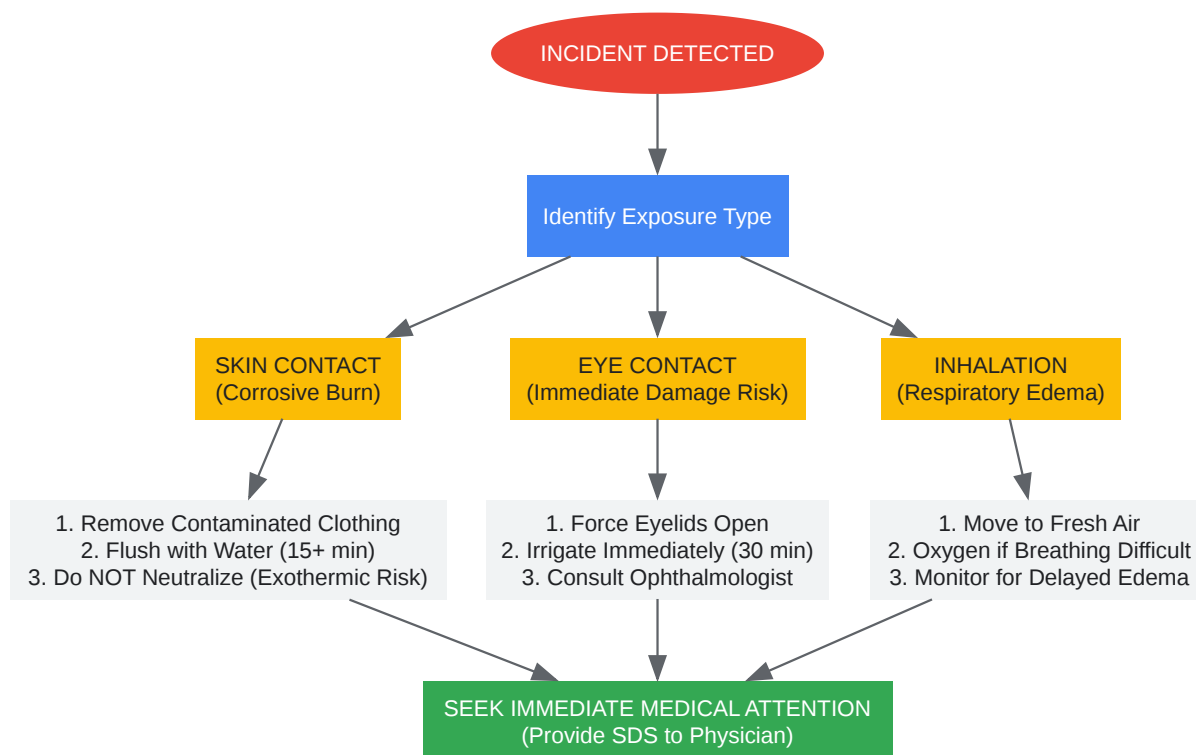 INCIDENT DETECTED
Identify Exposure Type
SKIN CONTACT
(Corrosive Burn)
EYE CONTACT
(Immediate Damage Risk)
INHALATION
(Respiratory Edema)
1. Remove Contaminated Clothing
2. Flush with Water (15+ min)
3. Do NOT Neutralize (Exothermic Risk)
1. Force Eyelids Open
2. Irrigate Immediately (30 min)
3. Consult Ophthalmologist
1. Move to Fresh Air
2. Oxygen if Breathing Difficult
3. Monitor for Delayed Edema
SEEK IMMEDIATE MEDICAL ATTENTION
(Provide SDS to Physician)